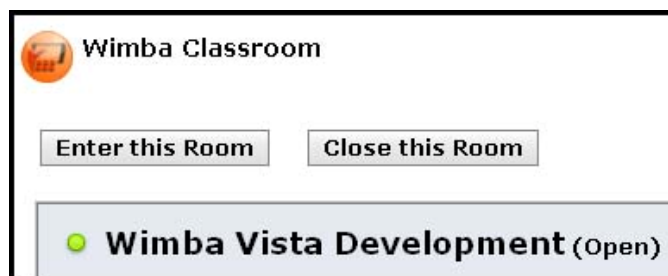 Wimba Classroom
Enter this Room Close this Room
Wimba Vista Development (Open)